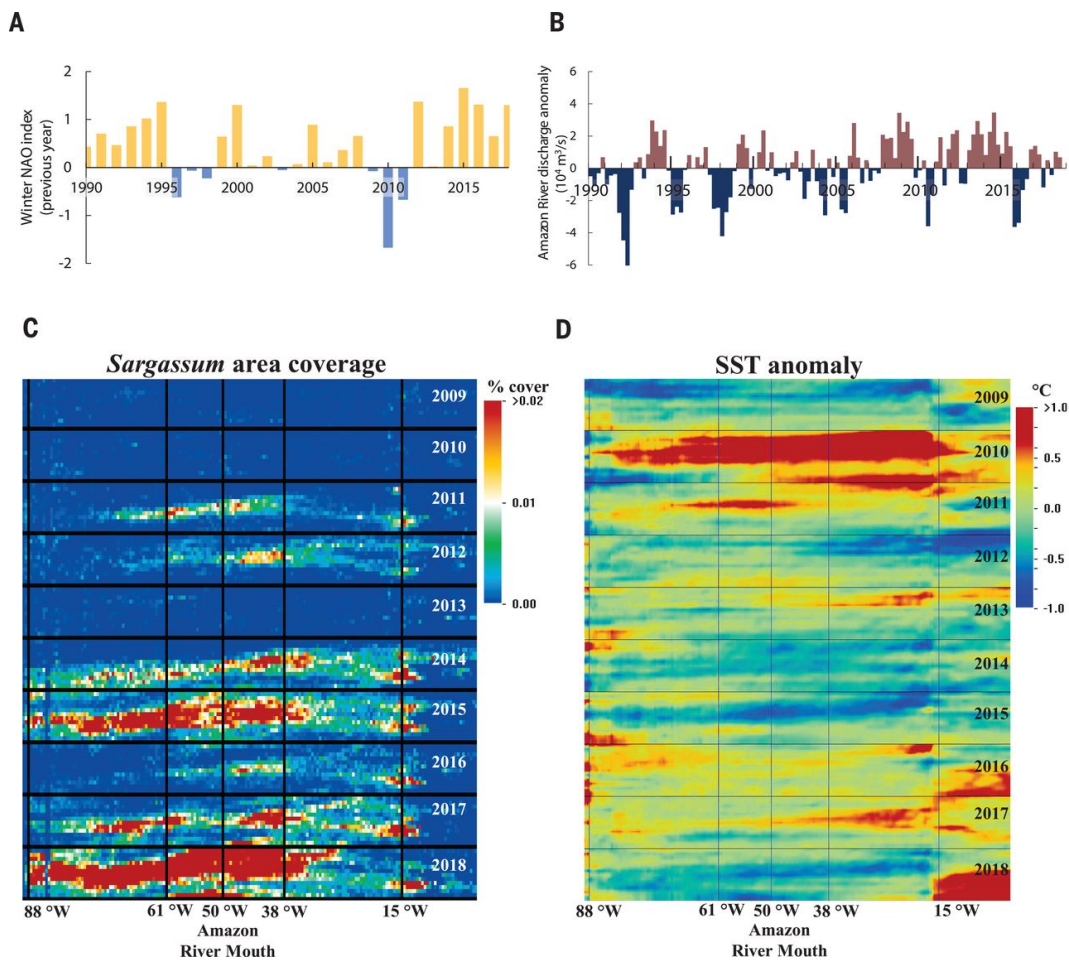 A
Winter NAO index
(previous year)
2
1
0
-1
-2
1990
1995
2000
2005
2010
2015
B
Amazon River discharge anomaly
(10⁴ m³/s)
6
4
2
0
-2
-4
-6
1990
1995
2000
2005
2010
2015
C
Sargassum area coverage
% cover
>0.02
0.01
0.00
2009
2010
2011
2012
2013
2014
2015
2016
2017
2018
88 °W
61 °W
50 °W
38 °W
15 °W
Amazon
River Mouth
D
SST anomaly
°C
>1.0
0.5
0.0
-0.5
-1.0
2009
2010
2011
2012
2013
2014
2015
2016
2017
2018
88 °W
61 °W
50 °W
38 °W
15 °W
Amazon
River Mouth